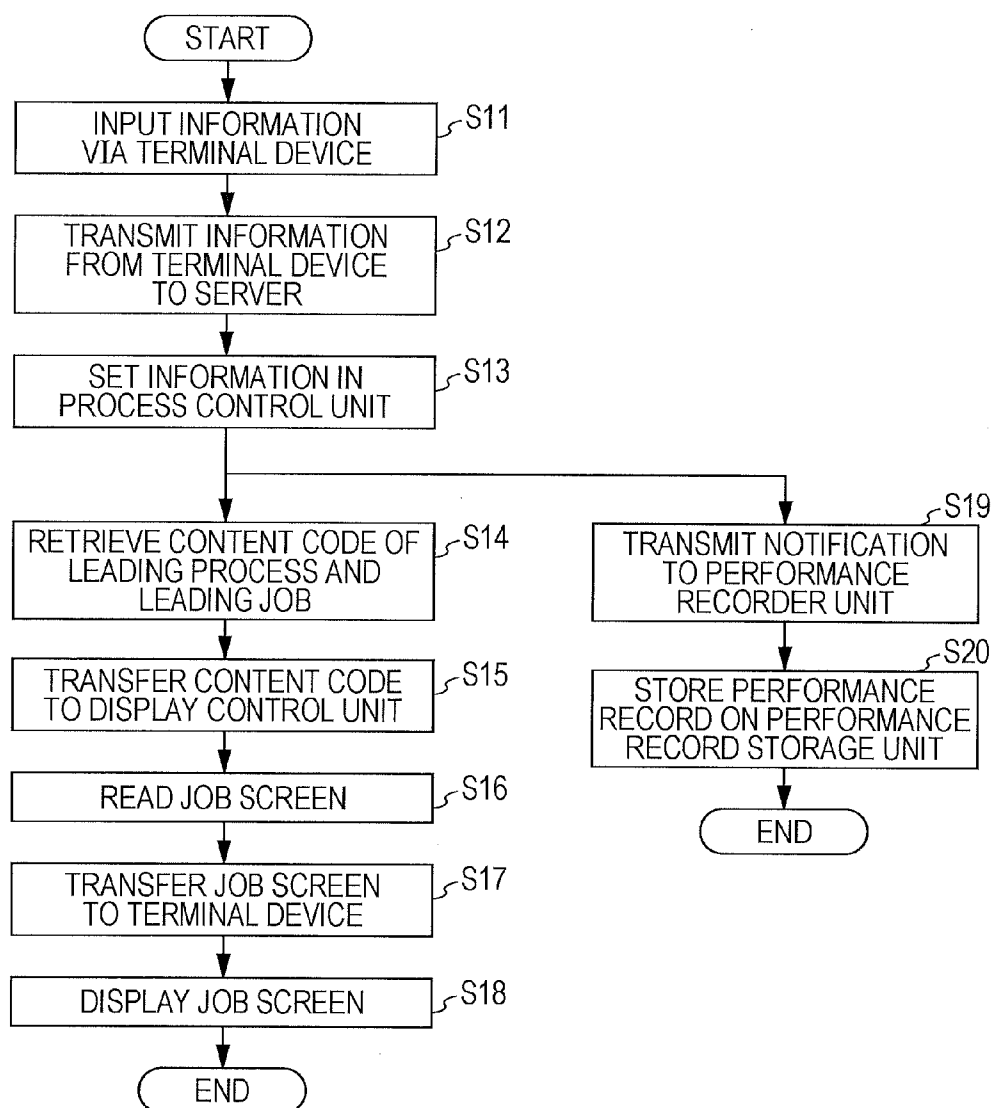 START
S11
INPUT INFORMATION
VIA TERMINAL DEVICE
S12
TRANSMIT INFORMATION
FROM TERMINAL DEVICE
TO SERVER
S13
SET INFORMATION IN
PROCESS CONTROL UNIT
S14
RETRIEVE CONTENT CODE OF
LEADING PROCESS AND
LEADING JOB
S15
TRANSFER CONTENT CODE
TO DISPLAY CONTROL UNIT
S16
READ JOB SCREEN
S17
TRANSFER JOB SCREEN
TO TERMINAL DEVICE
S18
DISPLAY JOB SCREEN
END
S19
TRANSMIT NOTIFICATION
TO PERFORMANCE
RECORDER UNIT
S20
STORE PERFORMANCE
RECORD ON PERFORMANCE
RECORD STORAGE UNIT
END